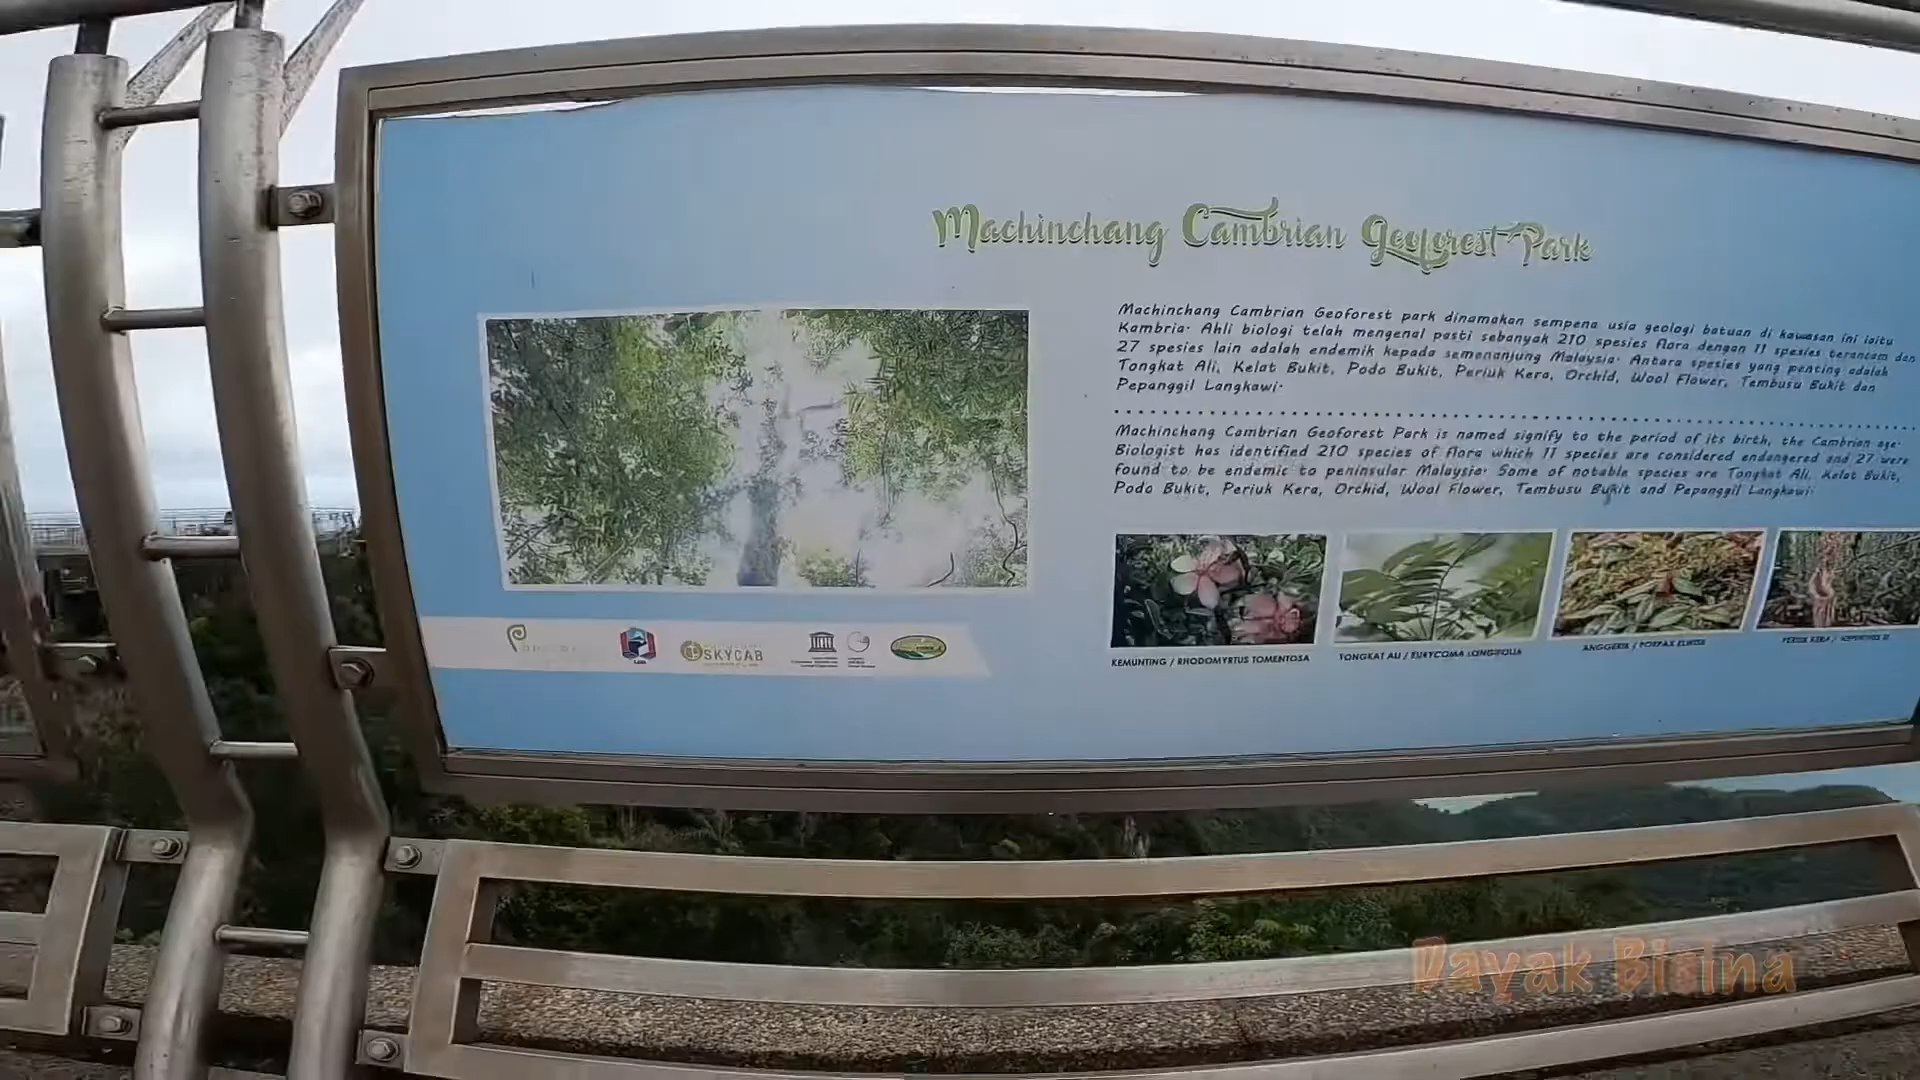 Machinchang Cambrian Geoforest Park
Machinchang Cambrian Geoforest park dinamakan sempena usia geologi batuan di kawasan ini iaitu
Kambria. Ahli biologi telah mengenal pasti sebanyak 210 spesies flora dengan 11 spesies terancam dan
27 spesies lain adalah endemik kepada semenanjung Malaysia. Antara spesies yang penting adalah
Tongkat Ali, Kelat Bukit, Podo Bukit, Periuk Kera, Orchid, Wool Flower, Tembusu Bukit dan
Pepanggil Langkawi.
Machinchang Cambrian Geoforest Park is named signify to the period of its birth, the Cambrian age.
Biologist has identified 210 species of flora which 11 species are considered endangered and 27 were
found to be endemic to peninsular Malaysia. Some of notable species are Tongkat Ali, Kelat Bukit,
Podo Bukit, Periuk Kera, Orchid, Wool Flower, Tembusu Bukit and Pepanggil Langkawi.
KEMUNTING / RHODOMYRTUS TOMENTOSA
TONGKAT ALI / EURYCOMA LONGIFOLIA
ANGGERIK / PORPAX ELWESII
PERIUK KERA /
SKYCAB
Dayak Bisina